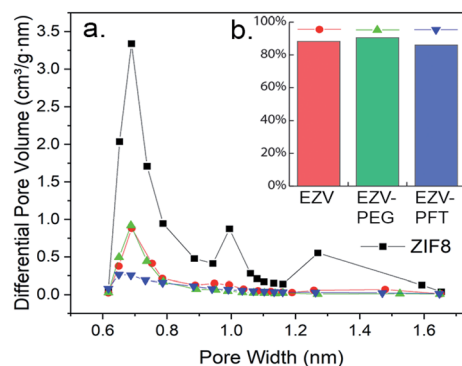 a.
b.
Differential Pore Volume (cm³/g·nm)
3.5
3.0
2.5
2.0
1.5
1.0
0.5
0.0
0.6 0.8 1.0 1.2 1.4 1.6
Pore Width (nm)
100%
80%
60%
40%
20%
0%
EZV EZV- EZV-
PEG PFT
ZIF8